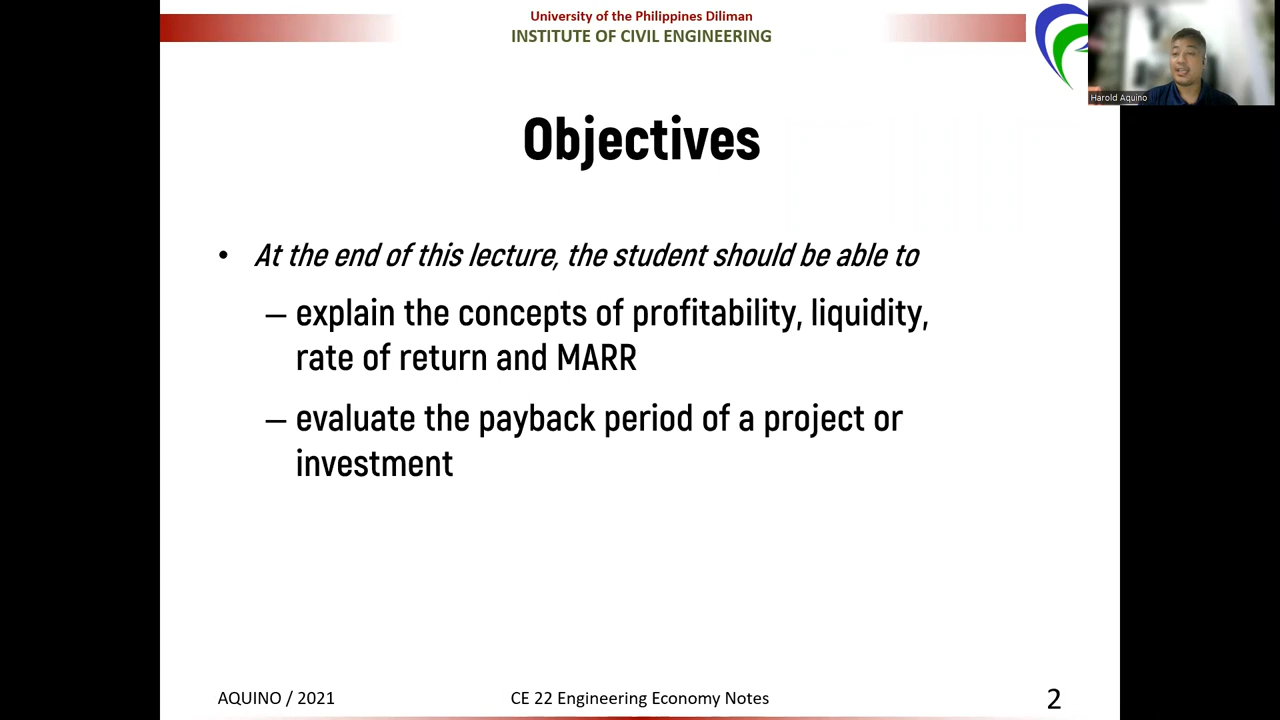 University of the Philippines Diliman
INSTITUTE OF CIVIL ENGINEERING
Harold Aquino
Objectives
• At the end of this lecture, the student should be able to
– explain the concepts of profitability, liquidity,
rate of return and MARR
– evaluate the payback period of a project or
investment
AQUINO / 2021
CE 22 Engineering Economy Notes
2